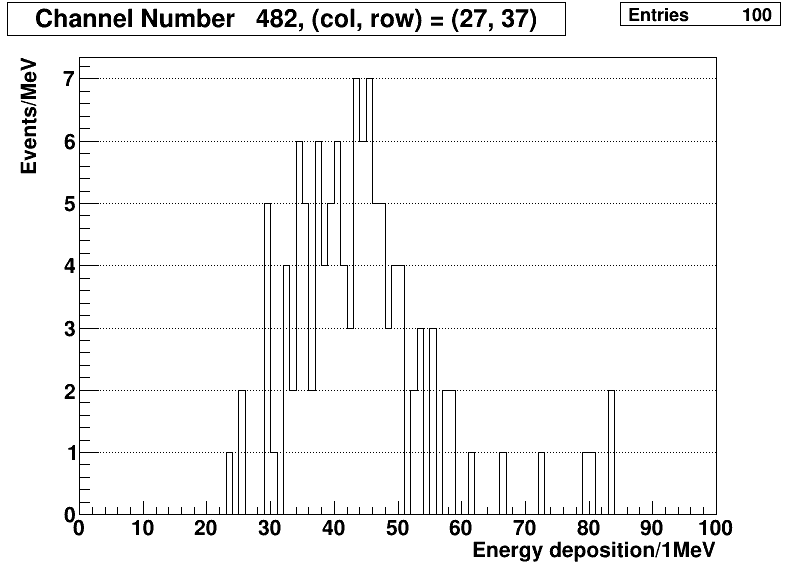 Channel Number 482, (col, row) = (27, 37)
Entries 100
Events/MeV
7
6
5
4
3
2
1
0
0 10 20 30 40 50 60 70 80 90 100
Energy deposition/1MeV